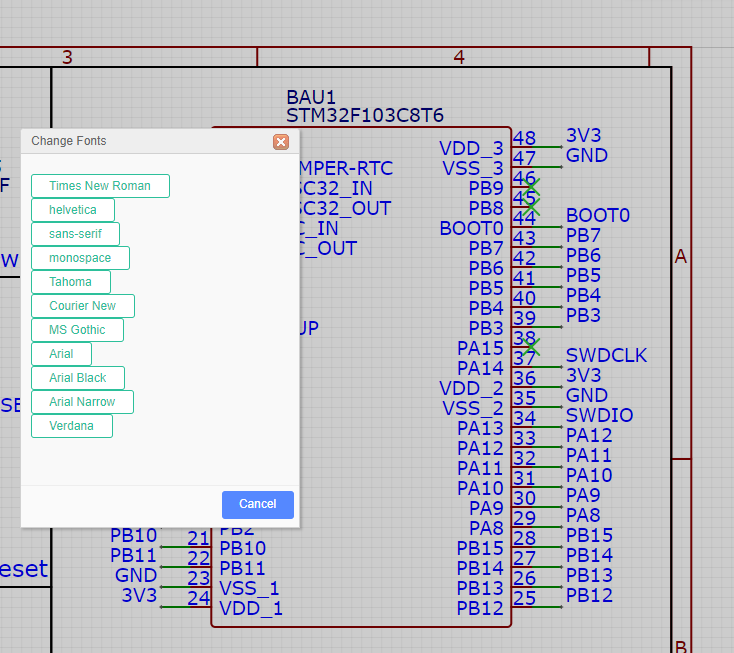 3
4
BAU1
STM32F103C8T6
Change Fonts
Times New Roman
helvetica
sans-serif
monospace
Tahoma
Courier New
MS Gothic
Arial
Arial Black
Arial Narrow
Verdana
Cancel
F
W
SE
eset
MPER-RTC
SC32_IN
SC32_OUT
C_IN
C_OUT
UP
VDD_3 48 3V3
VSS_3 47 GND
PB9 46
PB8 45
BOOT0 44 BOOT0
PB7 43 PB7
PB6 42 PB6
PB5 41 PB5
PB4 40 PB4
PB3 39 PB3
PA15 38
PA14 37 SWDCLK
VDD_2 36 3V3
VSS_2 35 GND
PA13 34 SWDIO
PA12 33 PA12
PA11 32 PA11
PA10 31 PA10
PA9 30 PA9
PA8 29 PA8
PB15 28 PB15
PB14 27 PB14
PB13 26 PB13
PB12 25 PB12
PB2
PB10 21 PB10
PB11 22 PB11
GND 23 VSS_1
3V3 24 VDD_1
A
B